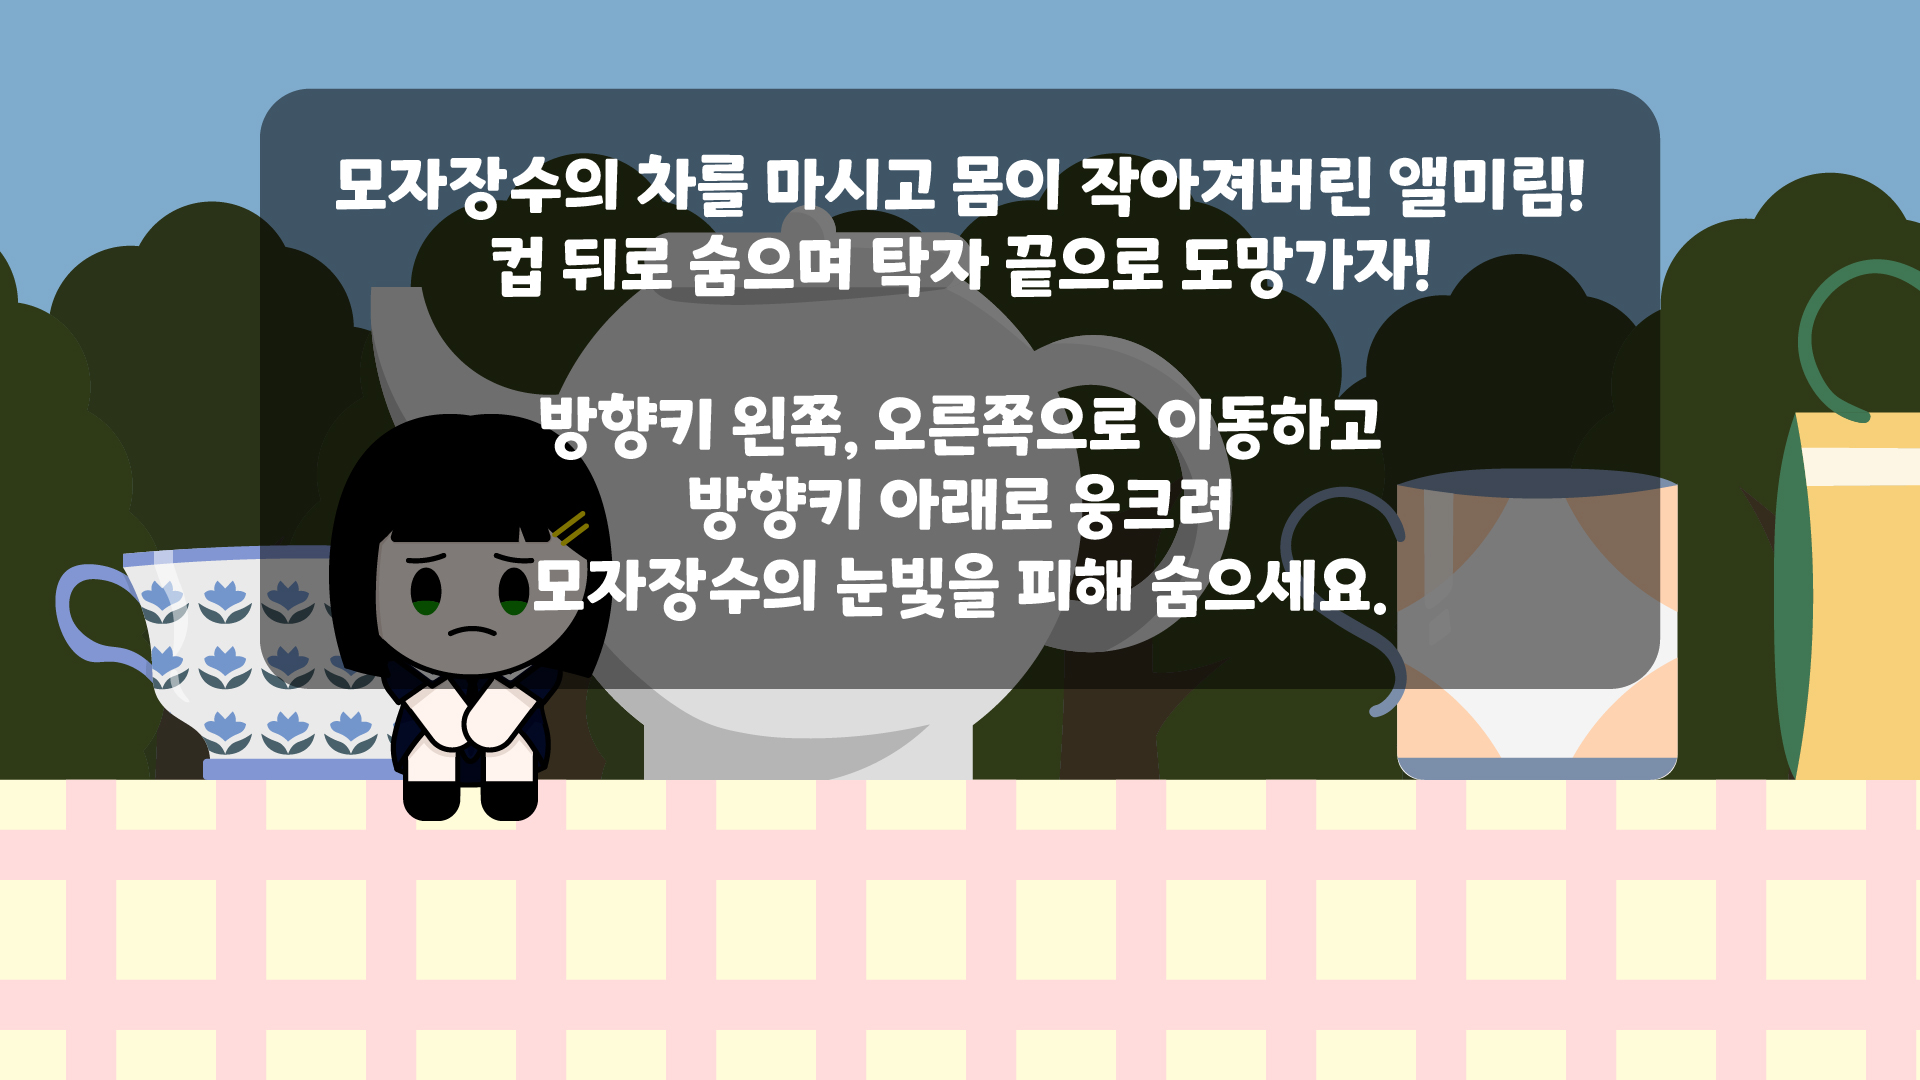 모자장수의 차를 마시고 몸이 작아져버린 앨미림!
컵 뒤로 숨으며 탁자 끝으로 도망가자!
방향키 왼쪽, 오른쪽으로 이동하고
방향키 아래로 웅크려
모자장수의 눈빛을 피해 숨으세요.